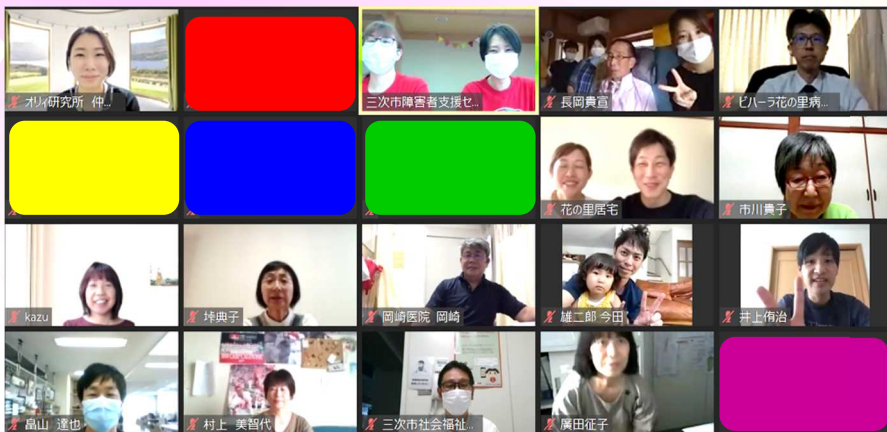 オリィ研究所 仲...
三次市障害者支援セ...
長岡貴宣
ビハーラ花の里病...
花の里居宅
市川貴子
kazu
垰典子
岡崎医院 岡崎
雄二郎 今田
井上侑治
畠山 達也
村上 美智代
三次市社会福祉...
廣田征子